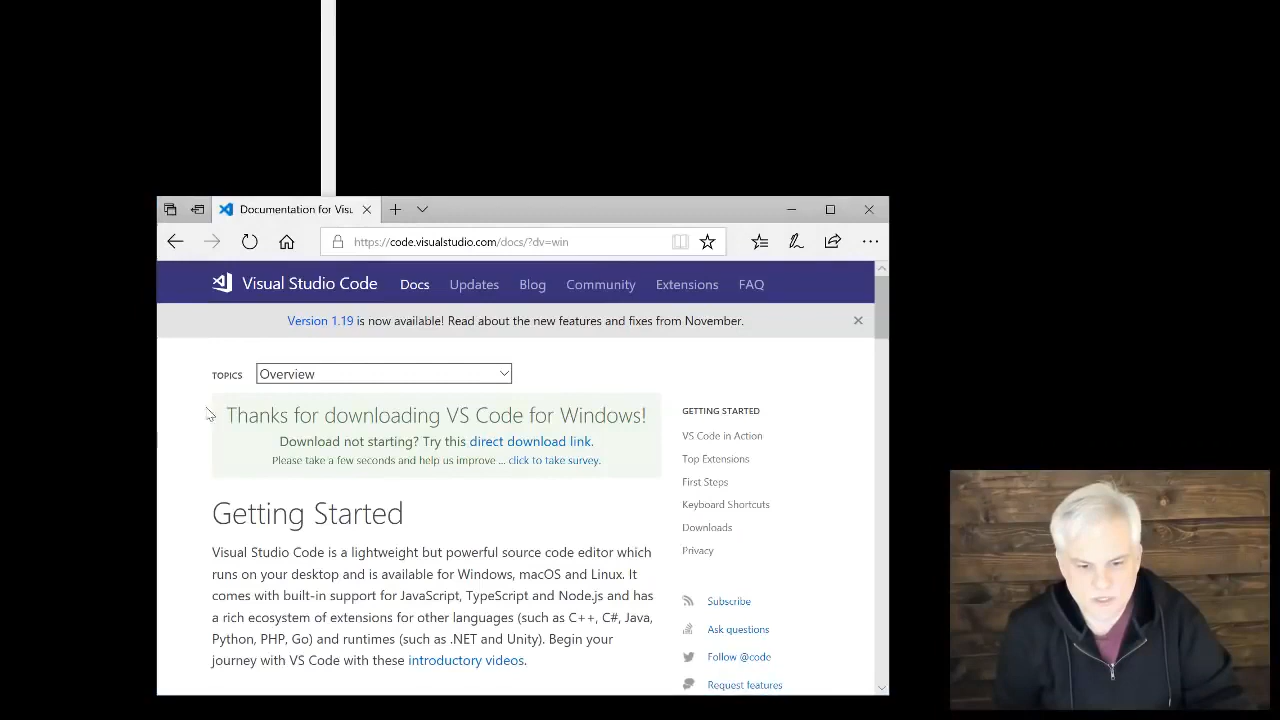 Documentation for Visu
https://code.visualstudio.com/docs/?dv=win
Visual Studio Code Docs Updates Blog Community Extensions FAQ
Version 1.19 is now available! Read about the new features and fixes from November.
TOPICS Overview
Thanks for downloading VS Code for Windows!
Download not starting? Try this direct download link.
Please take a few seconds and help us improve ... click to take survey.
Getting Started
Visual Studio Code is a lightweight but powerful source code editor which
runs on your desktop and is available for Windows, macOS and Linux. It
comes with built-in support for JavaScript, TypeScript and Node.js and has
a rich ecosystem of extensions for other languages (such as C++, C#, Java,
Python, PHP, Go) and runtimes (such as .NET and Unity). Begin your
journey with VS Code with these introductory videos.
GETTING STARTED
VS Code in Action
Top Extensions
First Steps
Keyboard Shortcuts
Downloads
Privacy
Subscribe
Ask questions
Follow @code
Request features